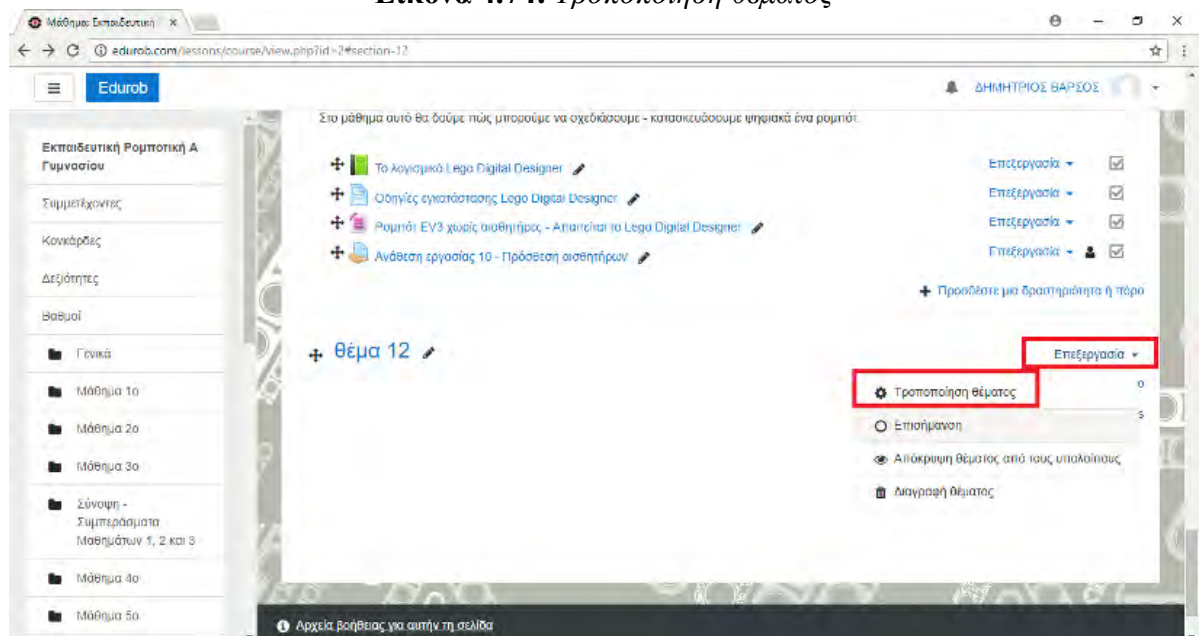 Εικόνα 4.74: Τροποποίηση θέματος
Μάθημα: Εκπαιδευτική
edurob.com/lessons/course/view.php?id=2#section-12
Edurob
ΔΗΜΗΤΡΙΟΣ ΒΑΡΣΟΣ
Στο μάθημα αυτό θα δούμε πώς μπορούμε να σχεδιάσουμε - κατασκευάσουμε ψηφιακά ένα ρομπότ.
Εκπαιδευτική Ρομποτική Α
Γυμνασίου
Συμμετέχοντες
Κονκάρδες
Δεξιότητες
Βαθμοί
Γενικά
Μάθημα 1ο
Μάθημα 2ο
Μάθημα 3ο
Σύνοψη -
Συμπεράσματα
Μαθημάτων 1, 2 και 3
Μάθημα 4ο
Μάθημα 5ο
Το λογισμικό Lego Digital Designer
Επεξεργασία
Οδηγίες εγκατάστασης Lego Digital Designer
Επεξεργασία
Ρομπότ EV3 χωρίς αισθητήρες - Απαιτείται το Lego Digital Designer
Επεξεργασία
Ανάθεση εργασίας 10 - Πρόσθεση αισθητήρων
Επεξεργασία
Προσθέστε μια δραστηριότητα ή πόρο
Θέμα 12
Επεξεργασία
Τροποποίηση θέματος
Επισήμανση
Απόκρυψη θέματος από τους υπολοίπους
Διαγραφή θέματος
Αρχεία βοήθειας για αυτήν τη σελίδα